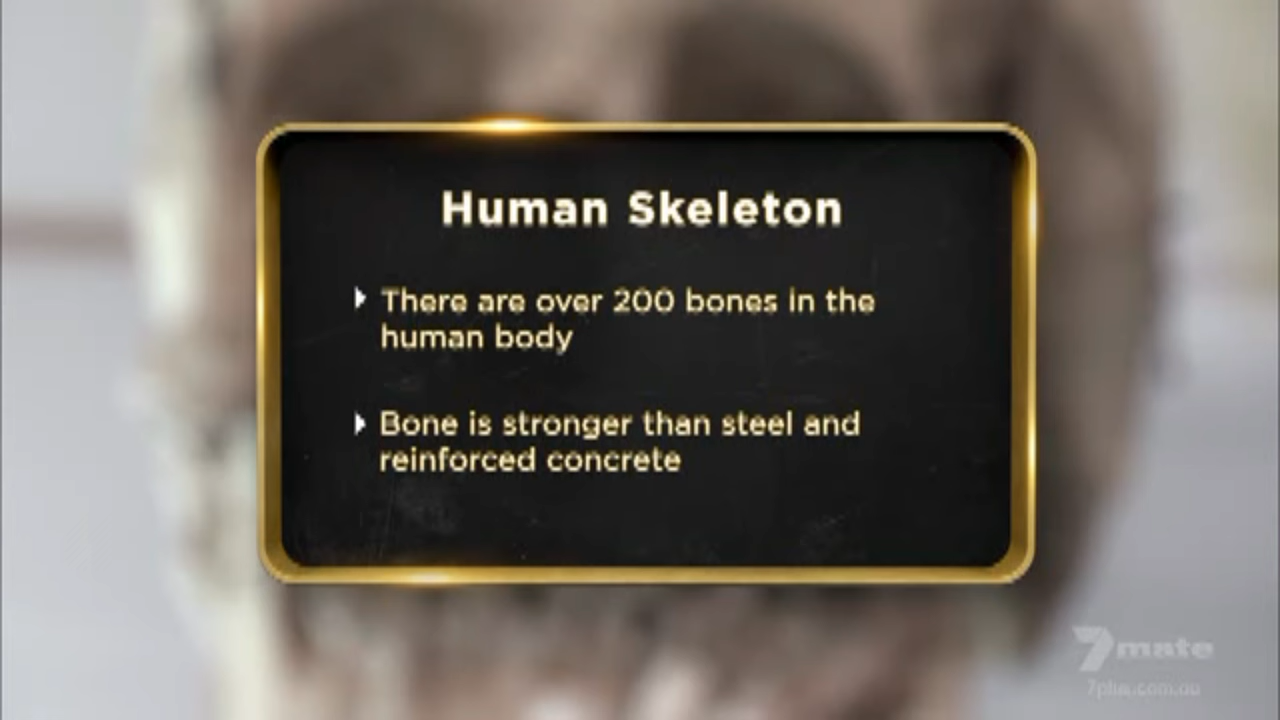 Human Skeleton
There are over 200 bones in the
human body
Bone is stronger than steel and
reinforced concrete
7mate
7plus.com.au